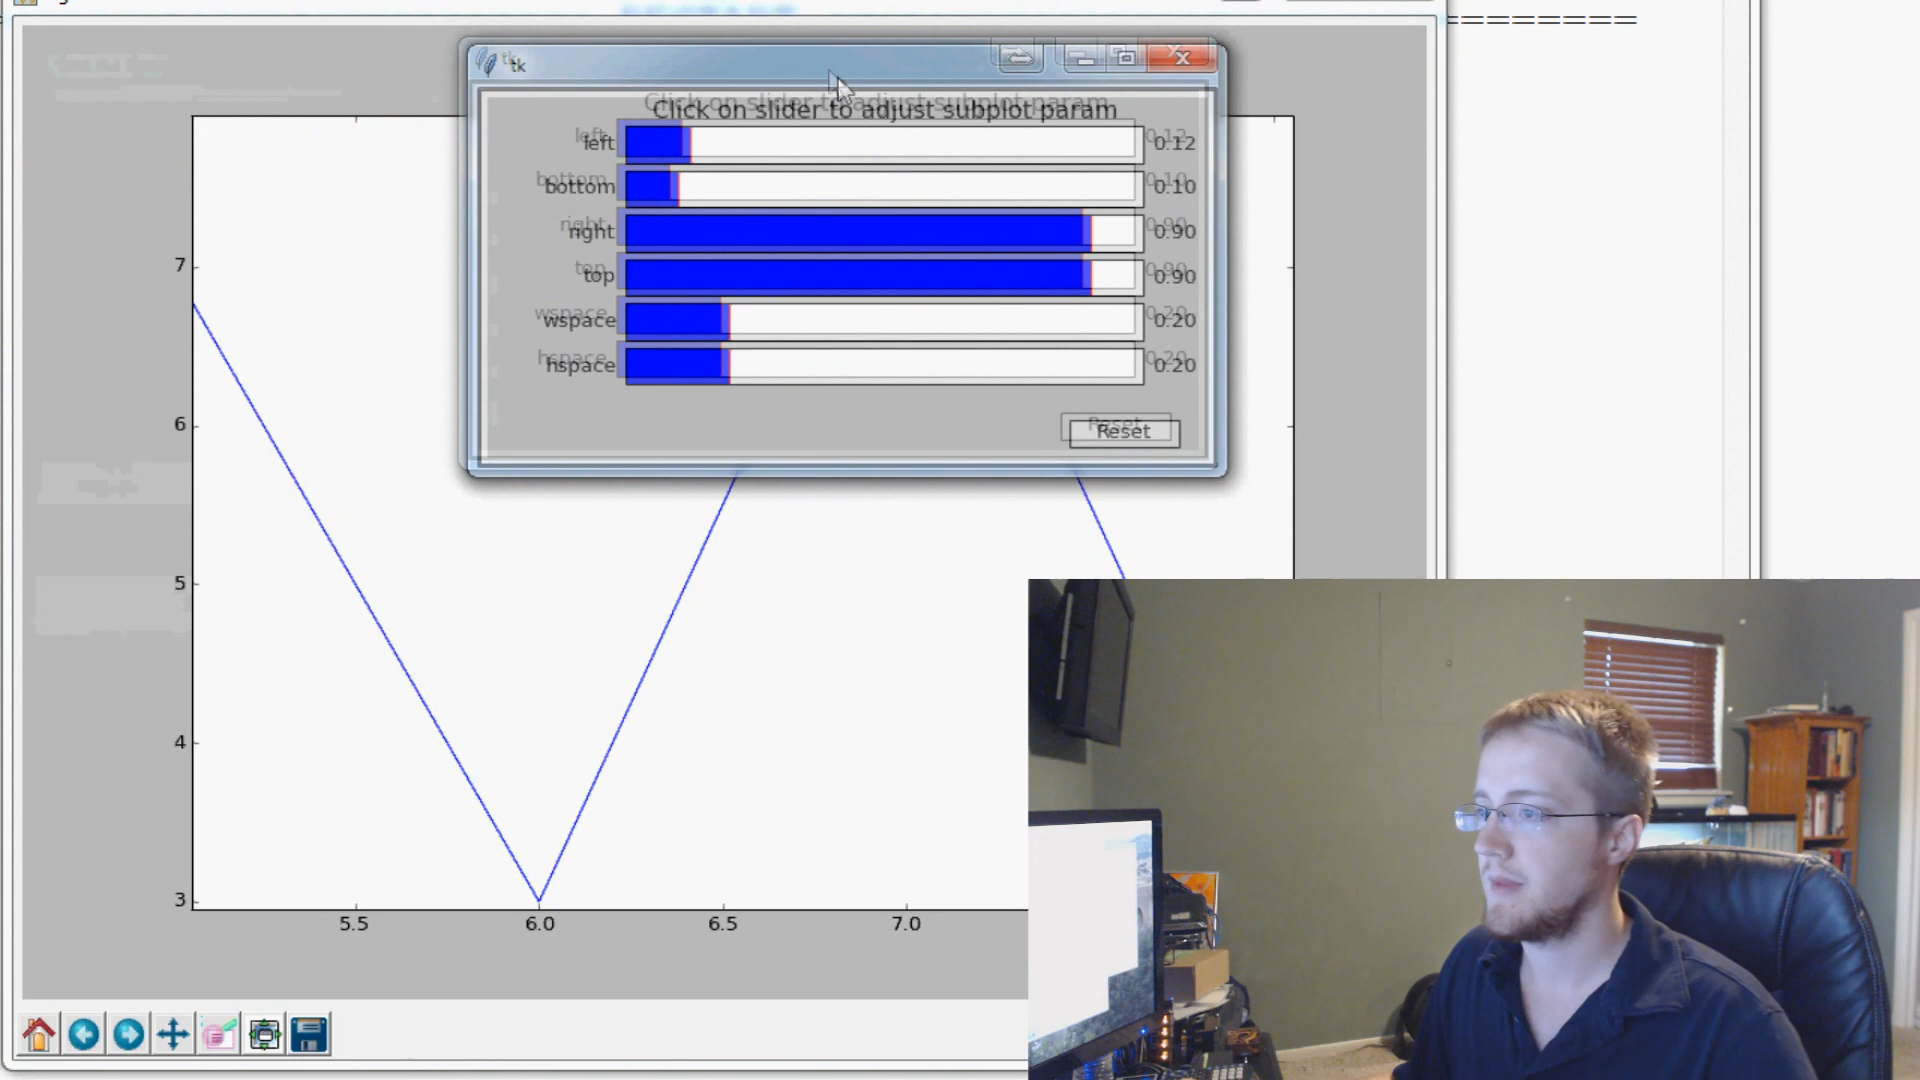 ========
tk
Click on slider to adjust subplot param
left 0.12
bottom 0.10
right 0.90
top 0.90
wspace 0.20
hspace 0.20
Reset
7
6
5
4
3
5.5 6.0 6.5 7.0